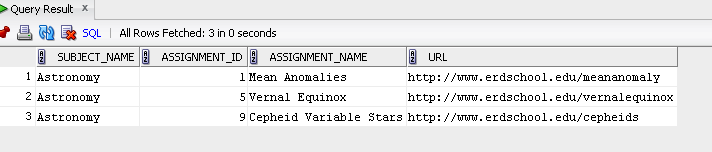 Query Result ×
SQL | All Rows Fetched: 3 in 0 seconds
SUBJECT_NAME ASSIGNMENT_ID ASSIGNMENT_NAME URL
1 Astronomy 1 Mean Anomalies http://www.erdschool.edu/meananomaly
2 Astronomy 5 Vernal Equinox http://www.erdschool.edu/vernalequinox
3 Astronomy 9 Cepheid Variable Stars http://www.erdschool.edu/cepheids